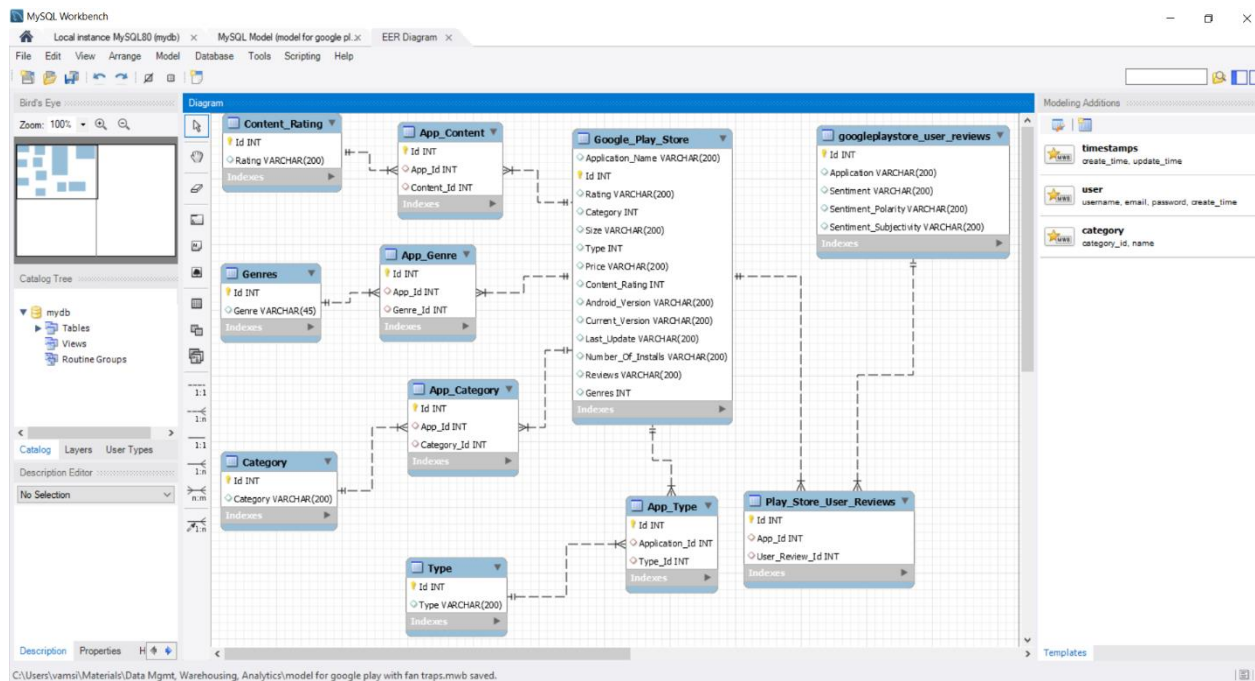 MySQL Workbench
Local instance MySQL80 (mydb) × MySQL Model (model for google pl.× EER Diagram ×
File Edit View Arrange Model Database Tools Scripting Help
Bird's Eye
Zoom: 100%
Diagram
Modeling Additions
timestamps
create_time, update_time
user
username, email, password, create_time
category
category_id, name
Content_Rating
Id INT
Rating VARCHAR(200)
Indexes
App_Content
Id INT
App_Id INT
Content_Id INT
Indexes
Google_Play_Store
Application_Name VARCHAR(200)
Id INT
Rating VARCHAR(200)
Category INT
Size VARCHAR(200)
Type INT
Price VARCHAR(200)
Content_Rating INT
Android_Version VARCHAR(200)
Current_Version VARCHAR(200)
Last_Update VARCHAR(200)
Number_Of_Installs VARCHAR(200)
Reviews VARCHAR(200)
Genres INT
Indexes
googleplaystore_user_reviews
Id INT
Application VARCHAR(200)
Sentiment VARCHAR(200)
Sentiment_Polarity VARCHAR(200)
Sentiment_Subjectivity VARCHAR(200)
Indexes
Genres
Id INT
Genre VARCHAR(45)
Indexes
App_Genre
Id INT
App_Id INT
Genre_Id INT
Indexes
App_Category
Id INT
App_Id INT
Category_Id INT
Indexes
Category
Id INT
Category VARCHAR(200)
Indexes
App_Type
Id INT
Application_Id INT
Type_Id INT
Indexes
Play_Store_User_Reviews
Id INT
App_Id INT
User_Review_Id INT
Indexes
Type
Id INT
Type VARCHAR(200)
Indexes
Catalog Tree
mydb
Tables
Views
Routine Groups
Catalog Layers User Types
Description Editor
No Selection
1:1
1:n
1:1
1:n
n:m
1:n
Description Properties H
Templates
C:\Users\vamsi\Materials\Data Mgmt, Warehousing, Analytics\model for google play with fan traps.mwb saved.